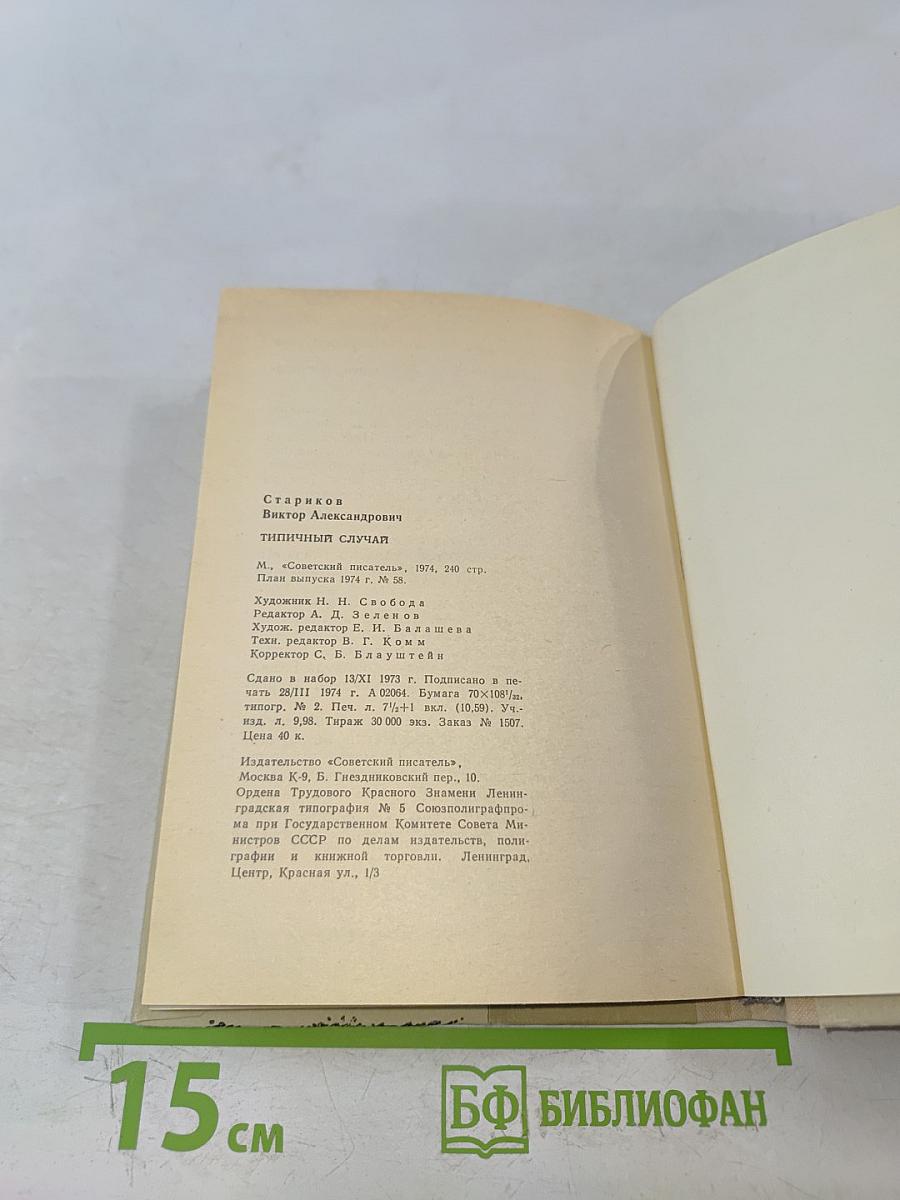 Стариков
Виктор Александрович
ТИПИЧНЫЙ СЛУЧАЙ
М., «Советский писатель», 1974, 240 стр.
План выпуска 1974 г. № 58.
Художник Н. Н. Свобода
Редактор А. Д. Зеленов
Худож. редактор Е. И. Балашева
Техн. редактор В. Г. Комм
Корректор С. Б. Блауштейн
Сдано в набор 13/XI 1973 г. Подписано в пе-
чать 28/III 1974 г. А 02064. Бумага 70×108¹/₃₂,
типогр. № 2. Печ. л. 7¹/₂+1 вкл. (10,59). Уч.-
изд. л. 9,98. Тираж 30 000 экз. Заказ № 1507.
Цена 40 к.
Издательство «Советский писатель»,
Москва К-9, Б. Гнездниковский пер., 10.
Ордена Трудового Красного Знамени Ленин-
градская типография № 5 Союзполиграфпро-
ма при Государственном Комитете Совета Ми-
нистров СССР по делам издательств, поли-
графии и книжной торговли. Ленинград,
Центр, Красная ул., 1/3
15 см
БФ БИБЛИОФАН